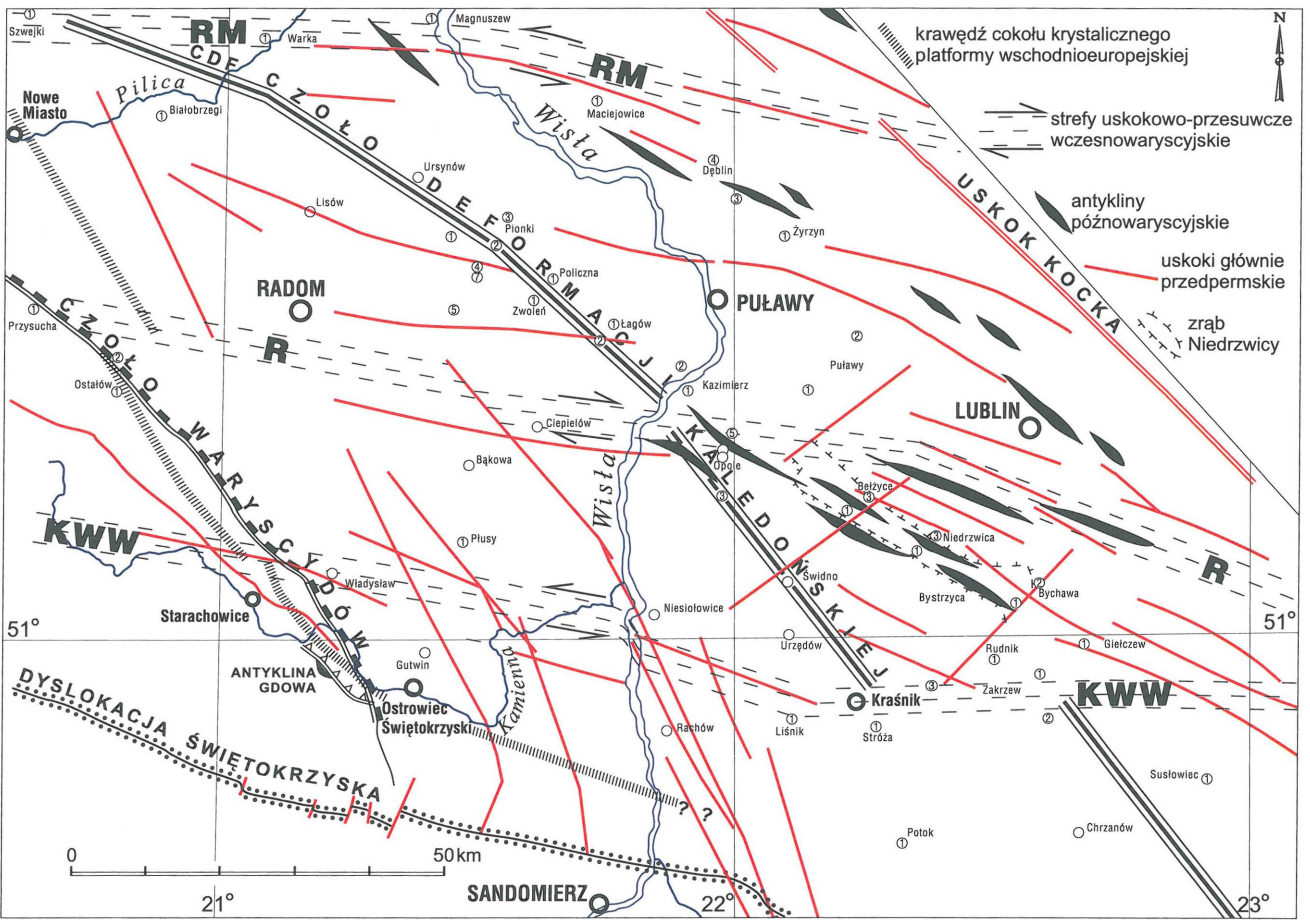 Szwejki
RM
Warka
Magnuszew
RM
CDF CZOŁO DEFORMACJI KALEDOŃSKIEJ
Pilica
Nowe
Miasto
Białobrzegi
Wisła
Maciejowice
Ursynów
Dęblin
Lisów
Pionki
Żyrzyn
Policzna
RADOM
Zwoleń
Łagów
PUŁAWY
Przysucha
CZOŁO WARYSCYDÓW
R
Ostałów
Kazimierz
Puławy
Ciepielów
LUBLIN
Bąkowa
Opole
Bełżyce
Wisła
KWW
Płusy
Niedrzwica
Władysław
Świdno
R
Bystrzyca
K
Bychawa
Starachowice
Niesiołowice
51°
51°
Urzędów
Giełczew
Gutwin
Rudnik
ANTYKLINA
GDOWA
Kamienna
Zakrzew
KWW
Ostrowiec
Świętokrzyski
Kraśnik
Rachów
Liśnik
Stróża
DYSLOKACJA ŚWIĘTOKRZYSKA
Susłowiec
? ?
Potok
Chrzanów
0 50 km
SANDOMIERZ
21°
22°
23°
USKOK KOCKA
N
krawędź cokołu krystalicznego
platformy wschodnioeuropejskiej
strefy uskokowo-przesuwcze
wczesnowaryscyjskie
antykliny
późnowaryscyjskie
uskoki głównie
przedpermskie
zrąb
Niedrzwicy